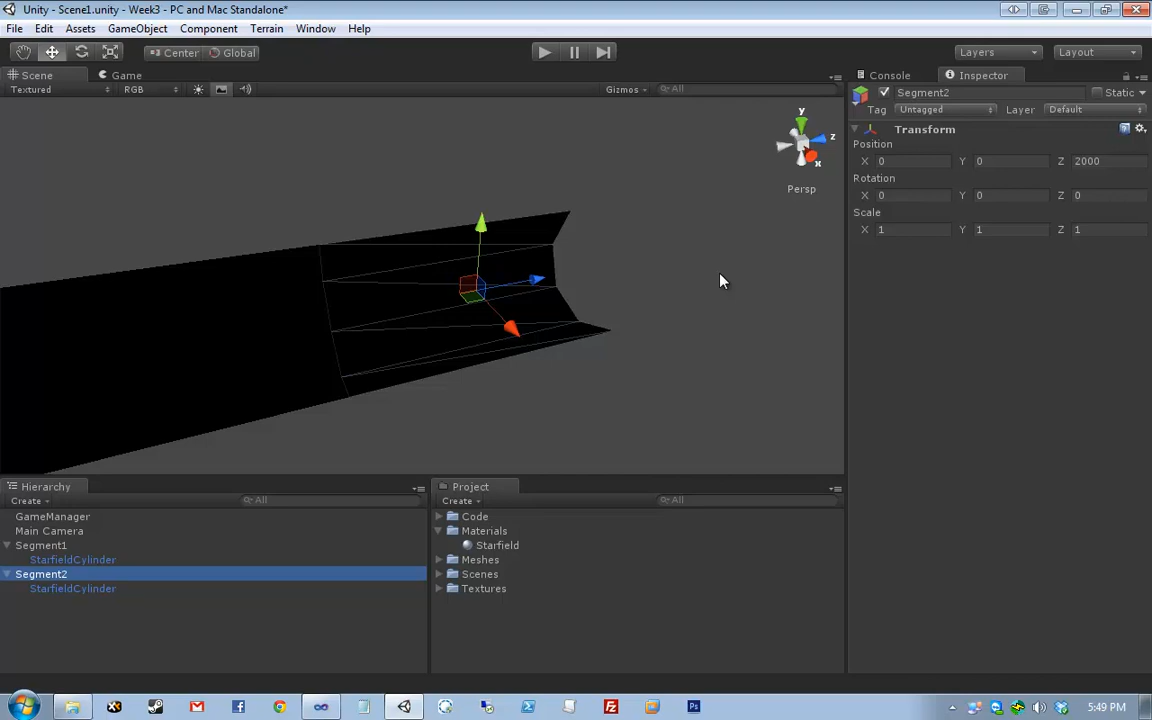 Unity - Scene1.unity - Week3 - PC and Mac Standalone*
File Edit Assets GameObject Component Terrain Window Help
Center Global Layers Layout
Scene Game Console Inspector
Textured RGB Gizmos All
Segment2 Static
Tag Untagged Layer Default
Transform
Position
X 0 Y 0 Z 2000
Rotation
X 0 Y 0 Z 0
Scale
X 1 Y 1 Z 1
y
z
x
Persp
Hierarchy
Create All
GameManager
Main Camera
Segment1
StarfieldCylinder
Segment2
StarfieldCylinder
Project
Create All
Code
Materials
Starfield
Meshes
Scenes
Textures
Fz Ps 5:49 PM